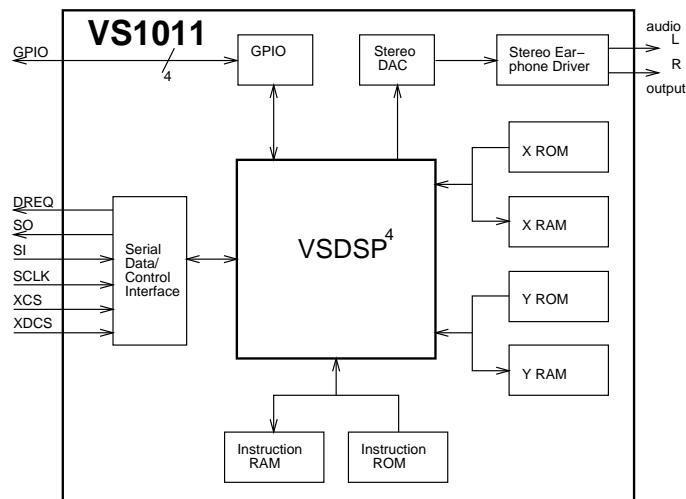 VS1011
audio
L
R
output
GPIO
4
GPIO
Stereo
DAC
Stereo Ear–
phone Driver
X ROM
X RAM
DREQ
SO
SI
SCLK
XCS
XDCS
Serial
Data/
Control
Interface
VSDSP4
Y ROM
Y RAM
Instruction
RAM
Instruction
ROM